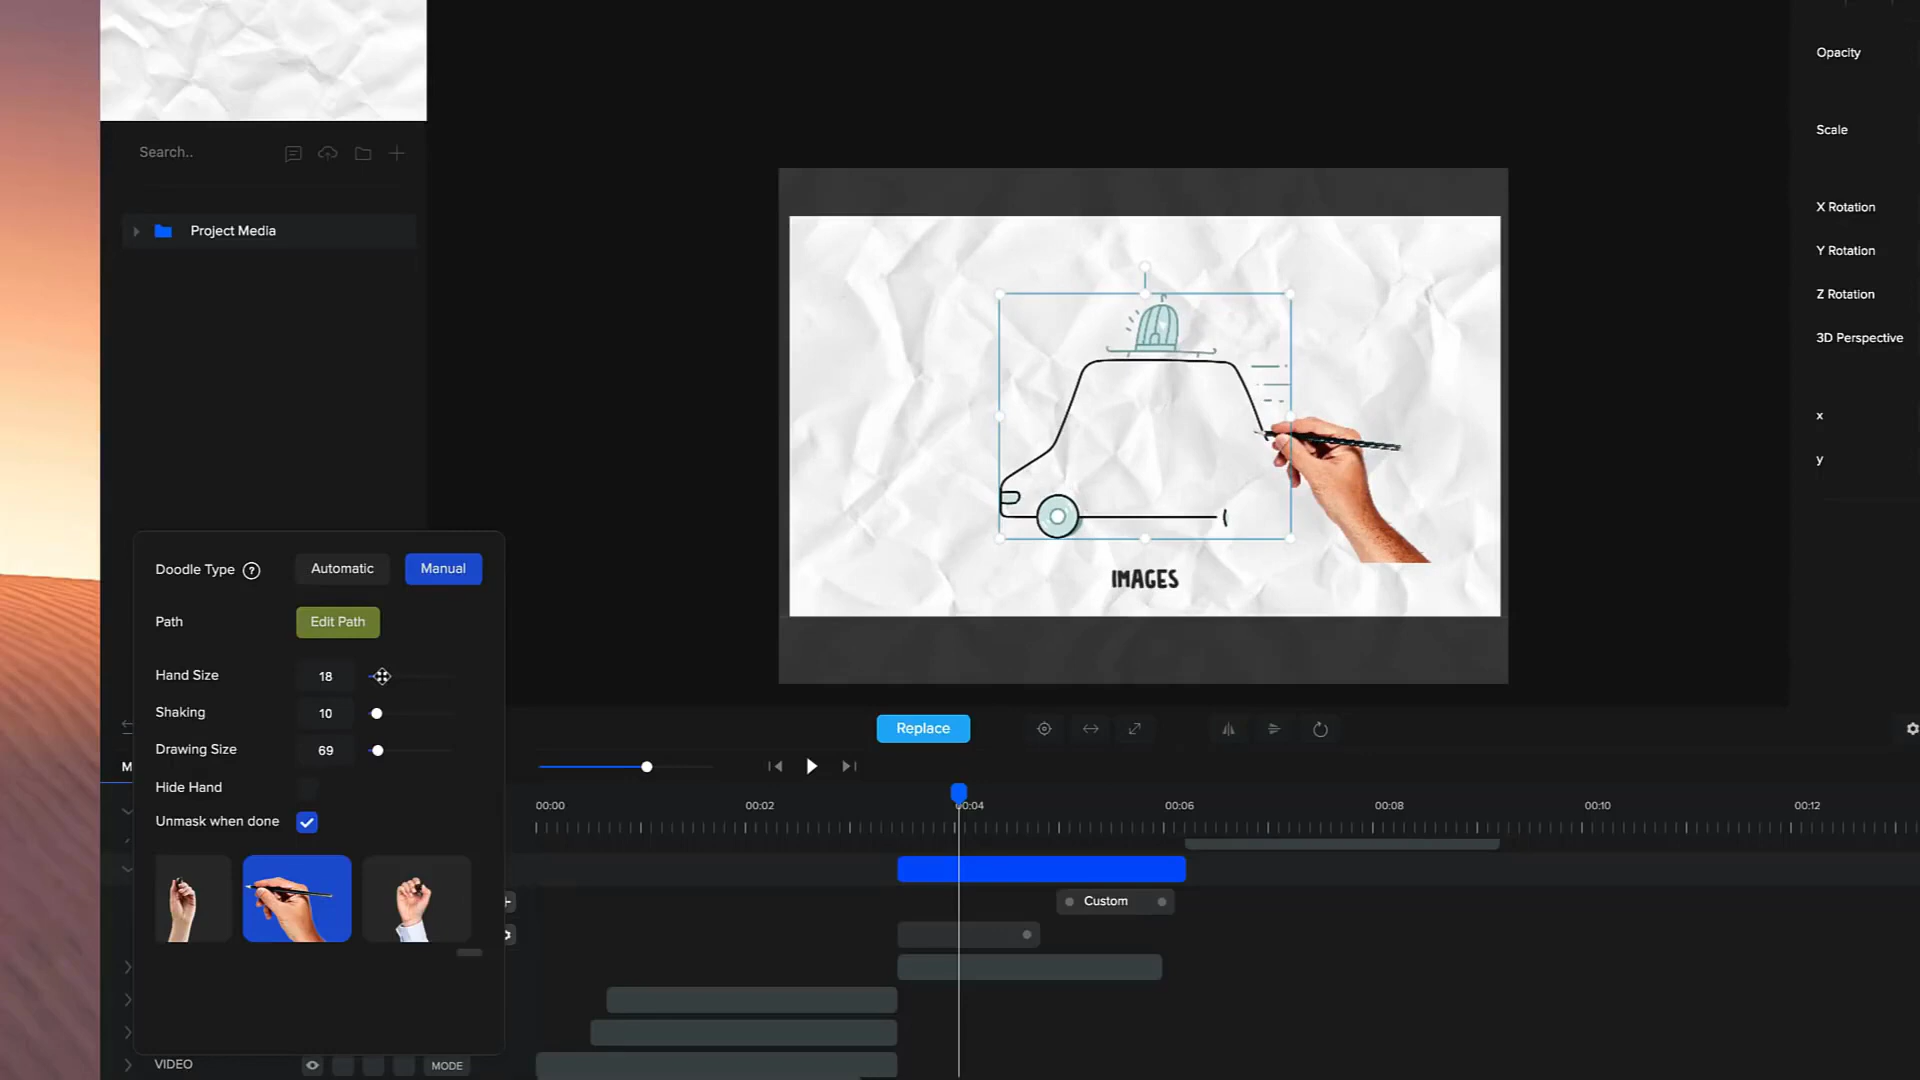 Search..
Project Media
Opacity
Scale
X Rotation
Y Rotation
Z Rotation
3D Perspective
x
y
IMAGES
Doodle Type ? Automatic Manual
Path Edit Path
Hand Size 18
Shaking 10
Drawing Size 69
Hide Hand
Unmask when done
Replace
M
00:00 00:02 00:04 00:06 00:08 00:10 00:12
Custom
VIDEO MODE